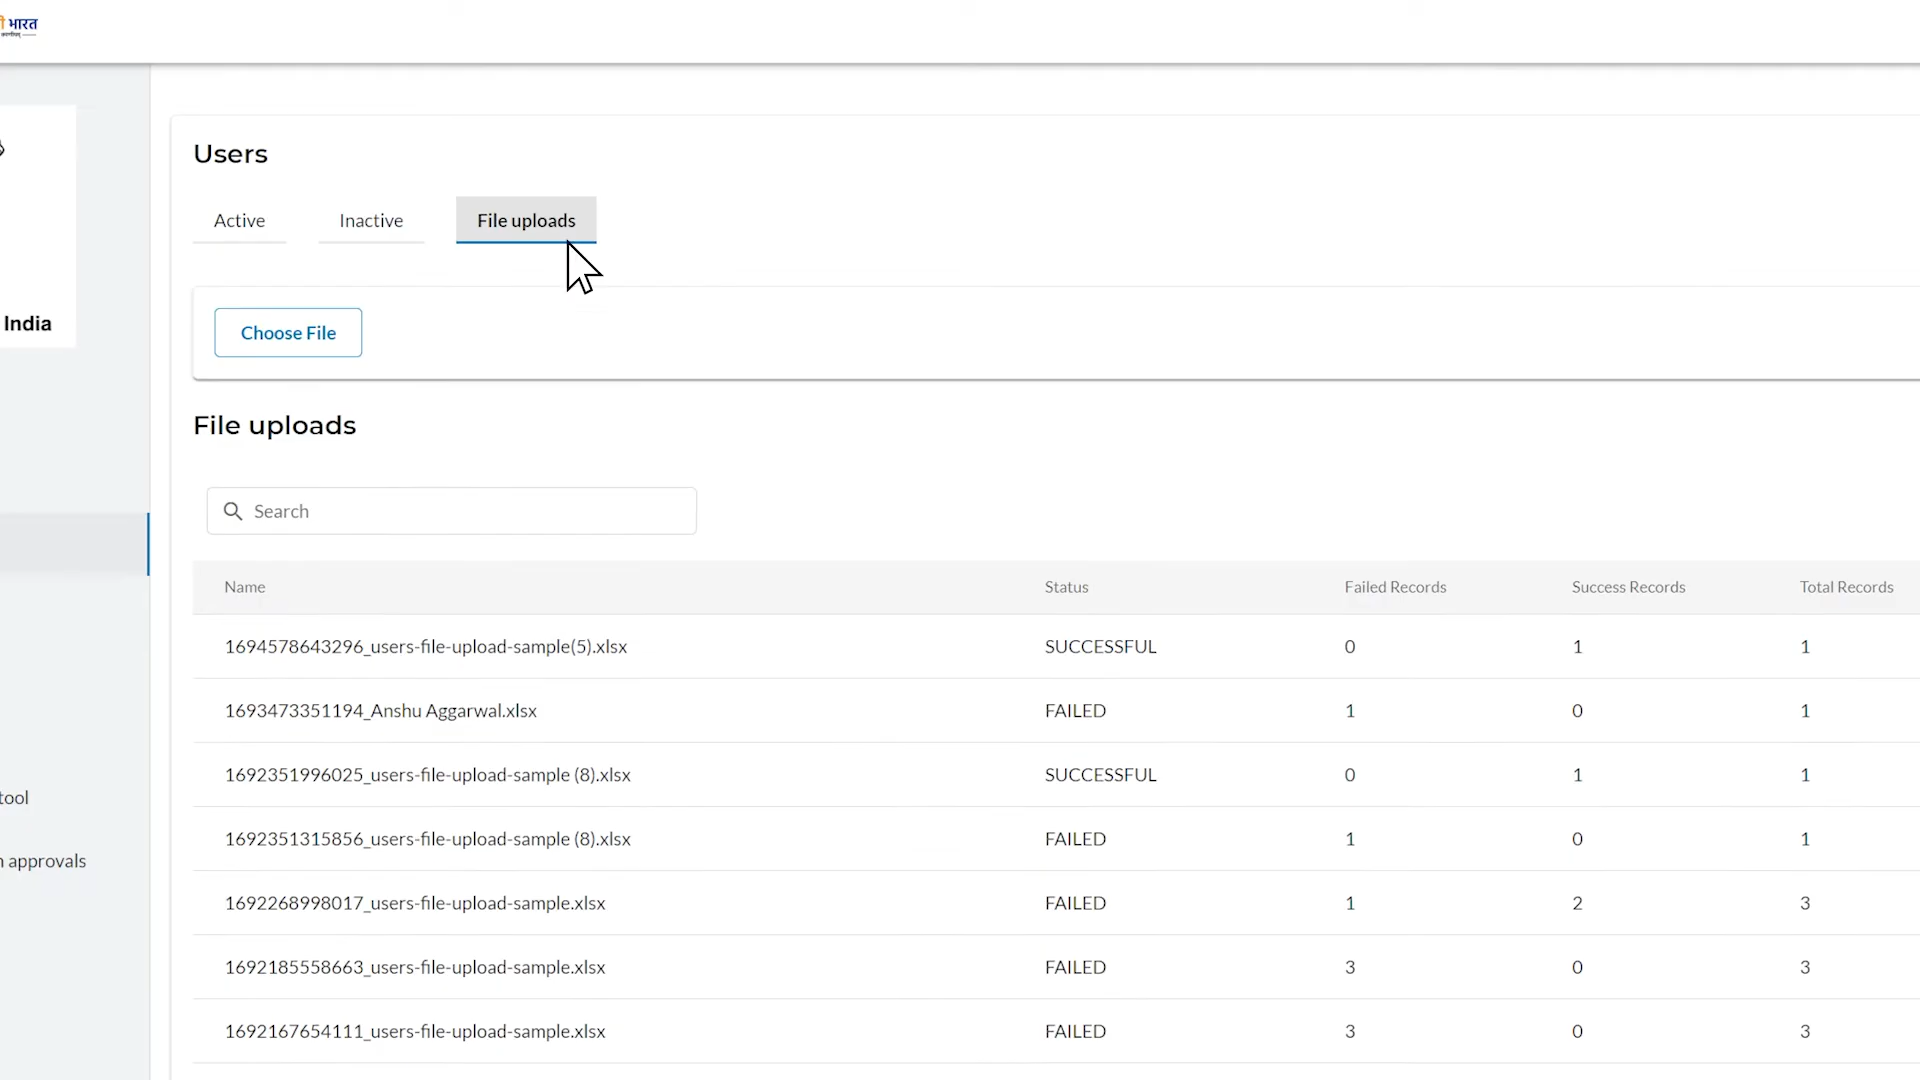 भारत
Users
Active Inactive File uploads
India
Choose File
File uploads
Search
Name Status Failed Records Success Records Total Records
1694578643296_users-file-upload-sample(5).xlsx SUCCESSFUL 0 1 1
1693473351194_Anshu Aggarwal.xlsx FAILED 1 0 1
1692351996025_users-file-upload-sample (8).xlsx SUCCESSFUL 0 1 1
tool
1692351315856_users-file-upload-sample (8).xlsx FAILED 1 0 1
approvals
1692268998017_users-file-upload-sample.xlsx FAILED 1 2 3
1692185558663_users-file-upload-sample.xlsx FAILED 3 0 3
1692167654111_users-file-upload-sample.xlsx FAILED 3 0 3